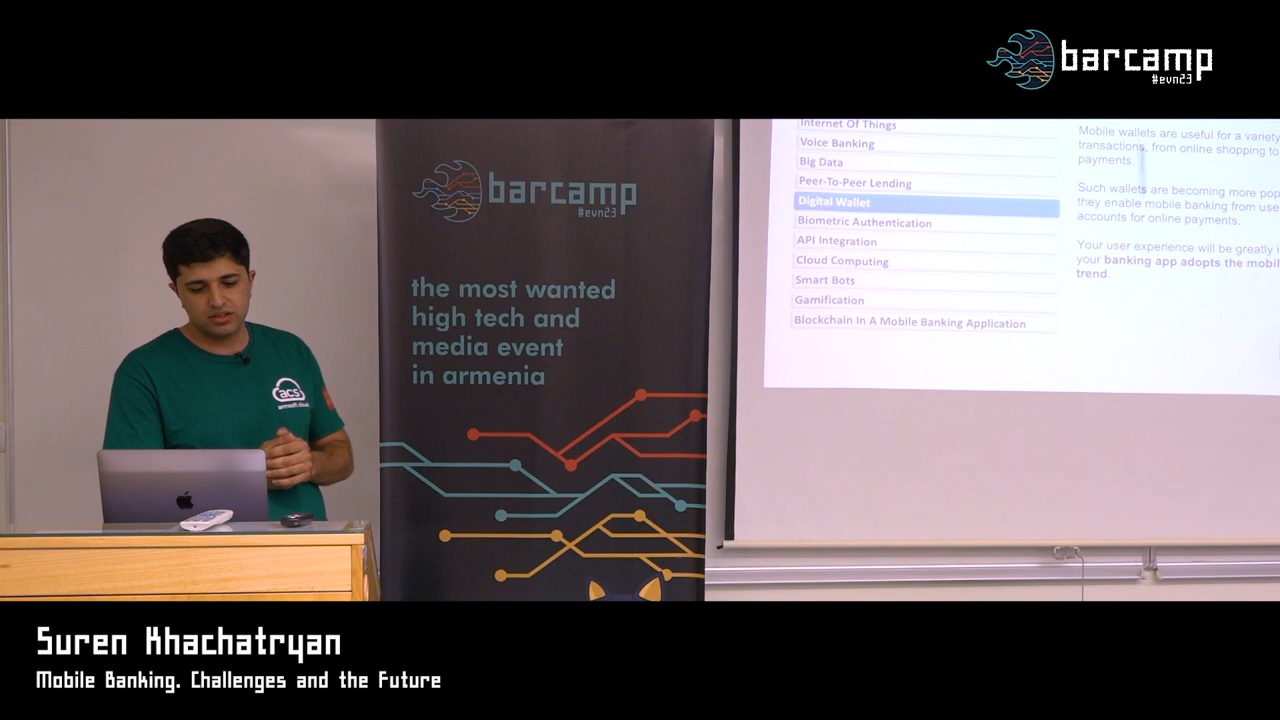 barcamp
#evn23
barcamp
#evn23
the most wanted
high tech and
media event
in armenia
acs
armsoft.cloud
Internet Of Things
Voice Banking
Big Data
Peer-To-Peer Lending
Digital Wallet
Biometric Authentication
API Integration
Cloud Computing
Smart Bots
Gamification
Blockchain In A Mobile Banking Application
Mobile wallets are useful for a variety
transactions, from online shopping to
payments.
Such wallets are becoming more pop
they enable mobile banking from use
accounts for online payments.
Your user experience will be greatly i
your banking app adopts the mobil
trend.
Suren Khachatryan
Mobile Banking. Challenges and the Future